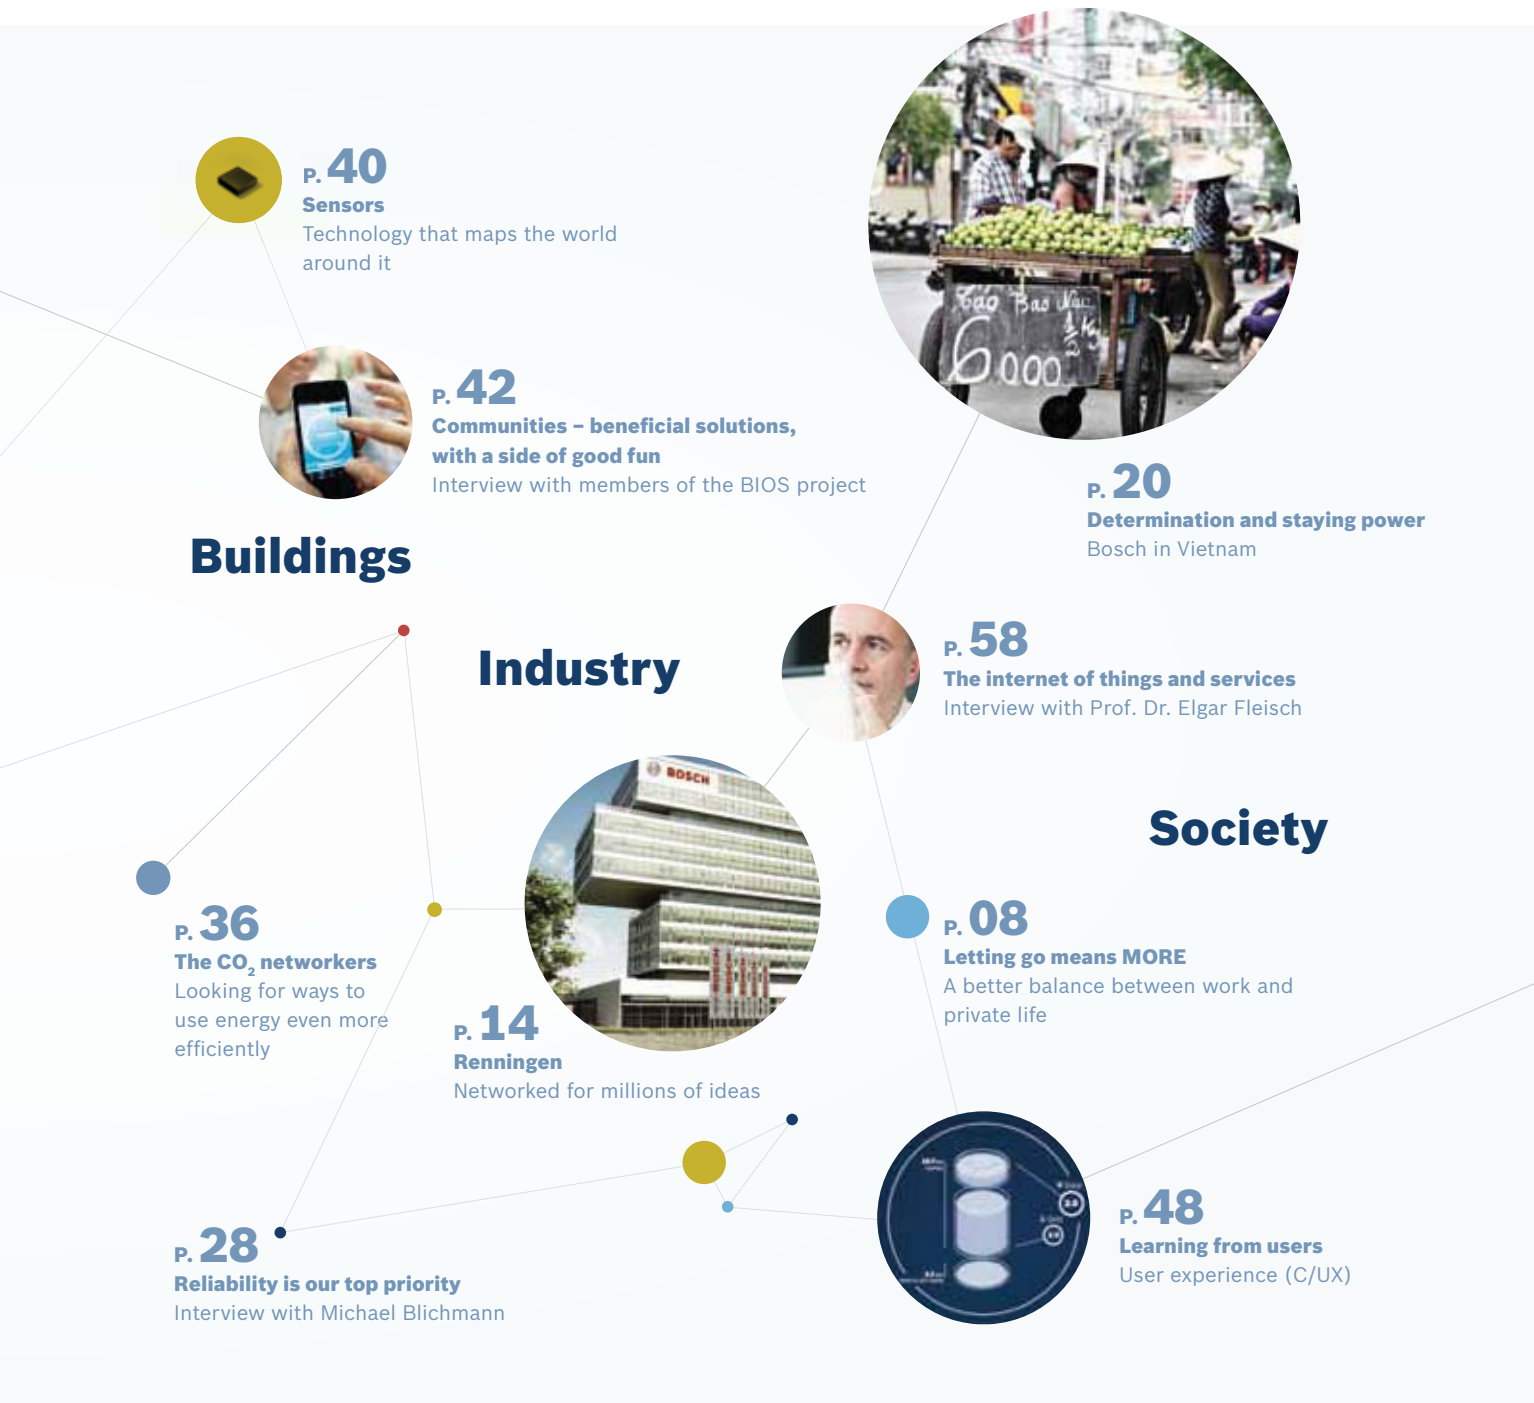 P. 40
Sensors
Technology that maps the world
around it
P. 42
Communities – beneficial solutions,
with a side of good fun
Interview with members of the BIOS project
6000
P. 20
Determination and staying power
Bosch in Vietnam
Buildings
Industry
P. 58
The internet of things and services
Interview with Prof. Dr. Elgar Fleisch
BOSCH
Society
P. 36
The CO₂ networkers
Looking for ways to
use energy even more
efficiently
P. 14
Renningen
Networked for millions of ideas
P. 08
Letting go means MORE
A better balance between work and
private life
P. 28
Reliability is our top priority
Interview with Michael Blichmann
P. 48
Learning from users
User experience (C/UX)